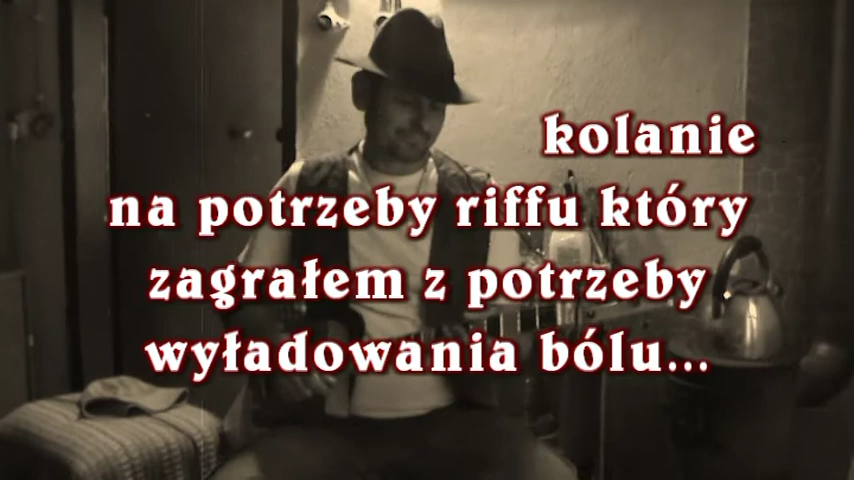 kolanie
na potrzeby riffu który
zagrałem z potrzeby
wyładowania bólu...